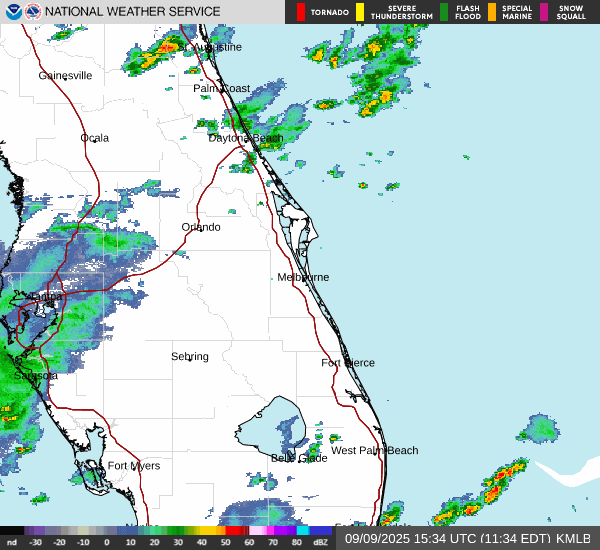 NATIONAL WEATHER SERVICE
TORNADO
SEVERE
THUNDERSTORM
FLASH
FLOOD
SPECIAL
MARINE
SNOW
SQUALL
St. Augustine
Gainesville
Palm Coast
Ocala
Daytona Beach
Orlando
Melbourne
Tampa
Sebring
Fort Pierce
Sarasota
West Palm Beach
Belle Glade
Fort Myers
nd -30 -20 -10 0 10 20 30 40 50 60 70 80 dBZ
09/09/2025 15:34 UTC (11:34 EDT) KMLB